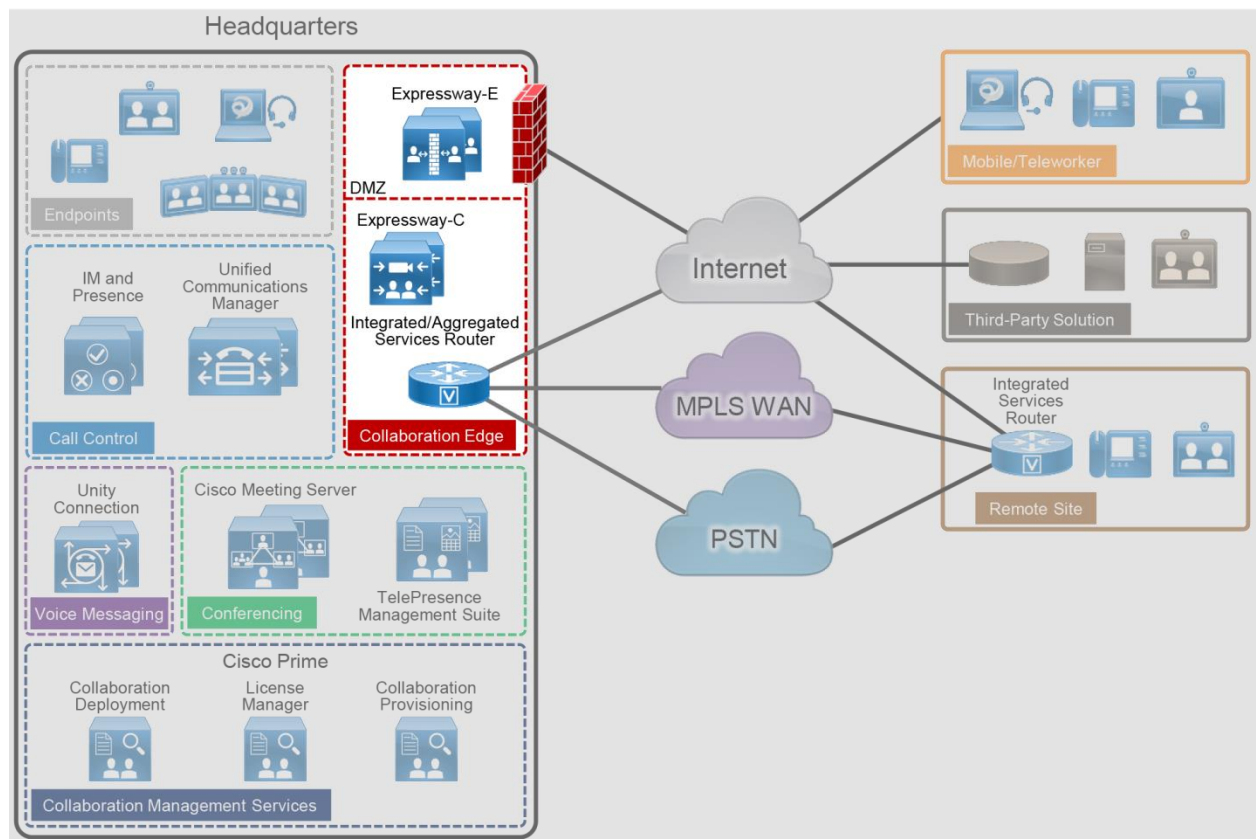 Headquarters
Endpoints
Expressway-E
DMZ
Expressway-C
Integrated/Aggregated
Services Router
V
Collaboration Edge
IM and
Presence
Unified
Communications
Manager
Call Control
Unity
Connection
Voice Messaging
Cisco Meeting Server
TelePresence
Management Suite
Conferencing
Cisco Prime
Collaboration
Deployment
License
Manager
Collaboration
Provisioning
Collaboration Management Services
Internet
MPLS WAN
PSTN
Mobile/Teleworker
Third-Party Solution
Integrated
Services
Router
V
Remote Site